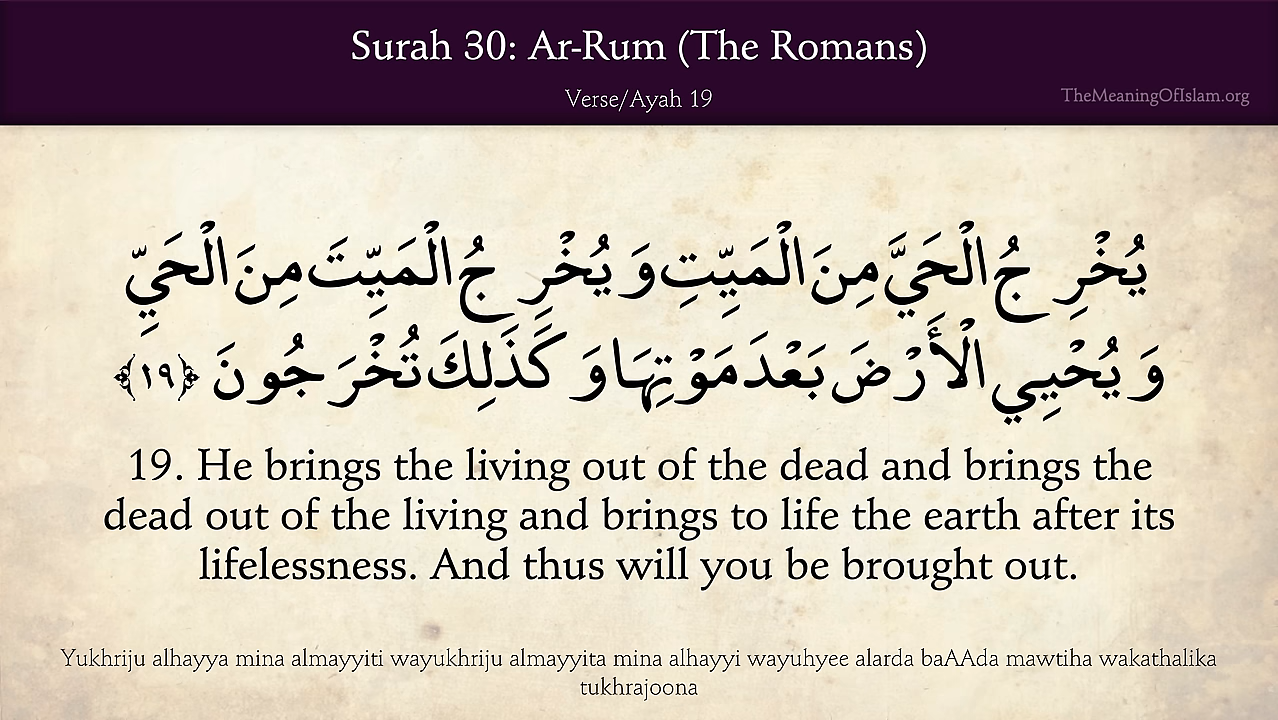 Surah 30: Ar-Rum (The Romans)
Verse/Ayah 19
TheMeaningOfIslam.org
يُخْرِجُ الْحَيَّ مِنَ الْمَيِّتِ وَيُخْرِجُ الْمَيِّتَ مِنَ الْحَيِّ
وَيُحْيِي الْأَرْضَ بَعْدَ مَوْتِهَا وَكَذَلِكَ تُخْرَجُونَ ﴿١٩﴾
19. He brings the living out of the dead and brings the
dead out of the living and brings to life the earth after its
lifelessness. And thus will you be brought out.
Yukhriju alhayya mina almayyiti wayukhriju almayyita mina alhayyi wayuhyee alarda baAAda mawtiha wakathalika
tukhrajoona